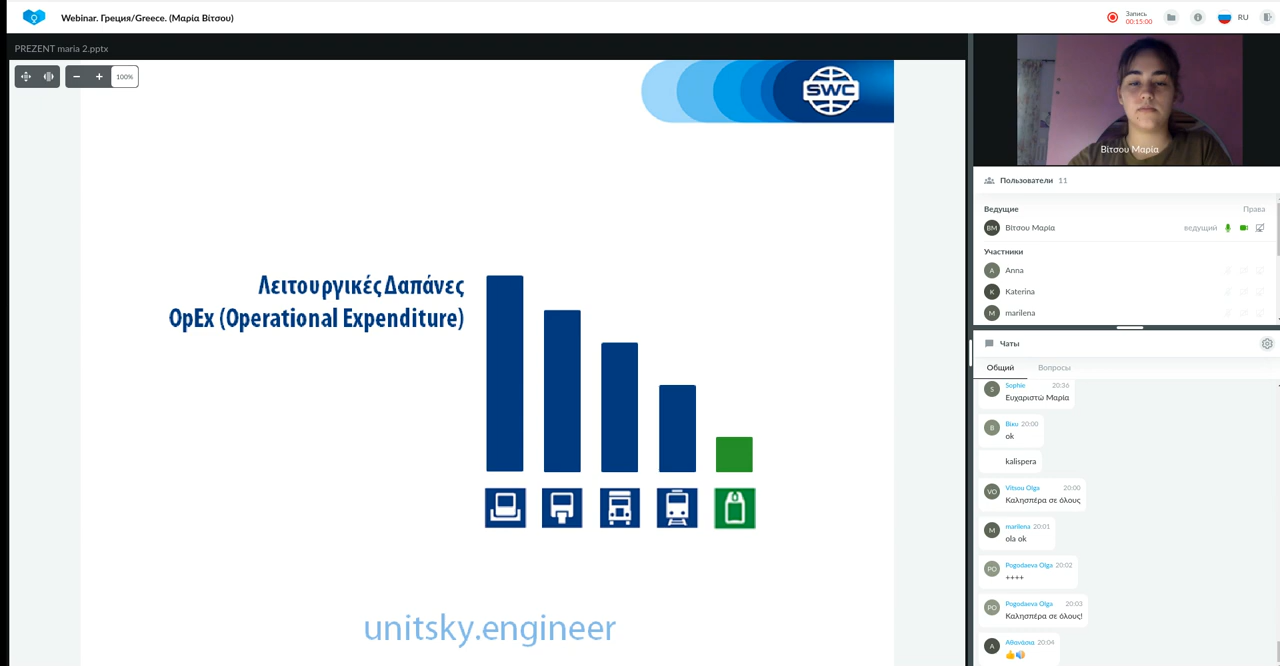 Webinar. Греция/Greece. (Μαρία Βίτσου)
Запись
00:15:00
RU
PREZENT maria 2.pptx
100%
SWC
Λειτουργικές Δαπάνες
OpEx (Operational Expenditure)
unitsky.engineer
Βίτσου Μαρία
Пользователи 11
Ведущие Права
ΒΜ Βίτσου Μαρία ведущий
Участники
A Anna
K Katerina
M marilena
Чаты
Общий Вопросы
S Sophie 20:36
Ευχαριστώ Μαρία
B Βίκυ 20:00
ok
kalispera
VO Vitsou Olga 20:00
Καλησπέρα σε όλους
M marilena 20:01
ola ok
PO Pogodaeva Olga 20:02
++++
PO Pogodaeva Olga 20:03
Καλησπέρα σε όλους!
Α Αθανάσια 20:04